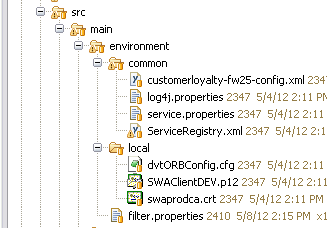 src
main
environment
common
customerloyalty-fw25-config.xml 2347
log4j.properties 2347 5/4/12 2:11 PM
service.properties 2347 5/4/12 2:11
ServiceRegistry.xml 2347 5/4/12 2:1
local
dvtORBConfig.cfg 2347 5/4/12 2:11
SWAClientDEV.p12 2347 5/4/12 2:
swaprodca.crt 2347 5/4/12 2:11 P
filter.properties 2410 5/8/12 2:15 PM x1